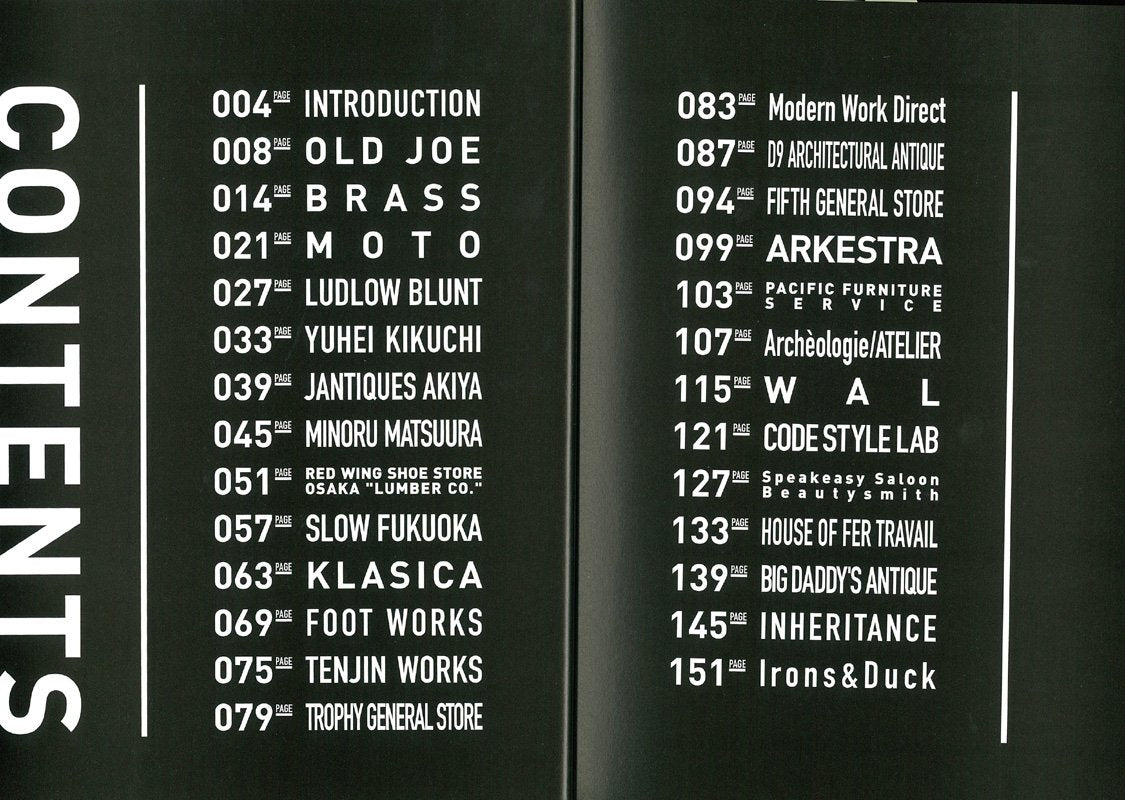 CONTENTS
004 PAGE INTRODUCTION
008 PAGE OLD JOE
014 PAGE BRASS
021 PAGE MOTO
027 PAGE LUDLOW BLUNT
033 PAGE YUHEI KIKUCHI
039 PAGE JANTIQUES AKIYA
045 PAGE MINORU MATSUURA
051 PAGE RED WING SHOE STORE
OSAKA "LUMBER CO."
057 PAGE SLOW FUKUOKA
063 PAGE KLASICA
069 PAGE FOOT WORKS
075 PAGE TENJIN WORKS
079 PAGE TROPHY GENERAL STORE
083 PAGE Modern Work Direct
087 PAGE D9 ARCHITECTURAL ANTIQUE
094 PAGE FIFTH GENERAL STORE
099 PAGE ARKESTRA
103 PAGE PACIFIC FURNITURE
SERVICE
107 PAGE Archèologie/ATELIER
115 PAGE WAL
121 PAGE CODE STYLE LAB
127 PAGE Speakeasy Saloon
Beautysmith
133 PAGE HOUSE OF FER TRAVAIL
139 PAGE BIG DADDY'S ANTIQUE
145 PAGE INHERITANCE
151 PAGE Irons&Duck